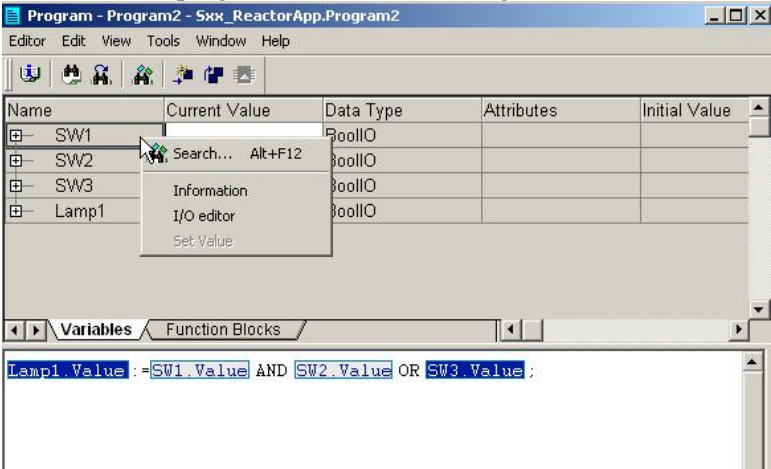 Program - Program2 - Sxx_ReactorApp.Program2
Editor Edit View Tools Window Help
Name Current Value Data Type Attributes Initial Value
SW1 BoolIO
SW2 BoolIO
SW3 BoolIO
Lamp1 BoolIO
Search... Alt+F12
Information
I/O editor
Set Value
Variables Function Blocks
Lamp1.Value :=SW1.Value AND SW2.Value OR SW3.Value ;